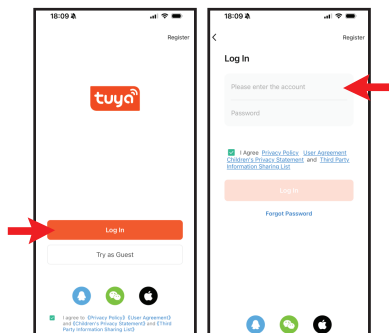 18:09
Register
tuya
Log In
Try as Guest
I agree to 《Privacy Policy》 《User Agreement》
and 《Children's Privacy Statement》 and 《Third
Party Information Sharing List》
18:09
Register
Log In
Please enter the account
Password
I Agree Privacy Policy User Agreement
Children's Privacy Statement and Third Party
Information Sharing List
Log In
Forgot Password